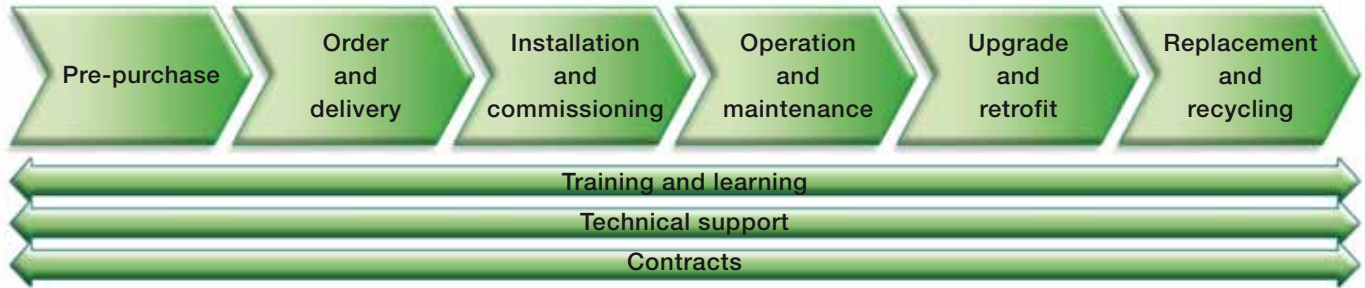 Pre-purchase
Order
and
delivery
Installation
and
commissioning
Operation
and
maintenance
Upgrade
and
retrofit
Replacement
and
recycling
Training and learning
Technical support
Contracts